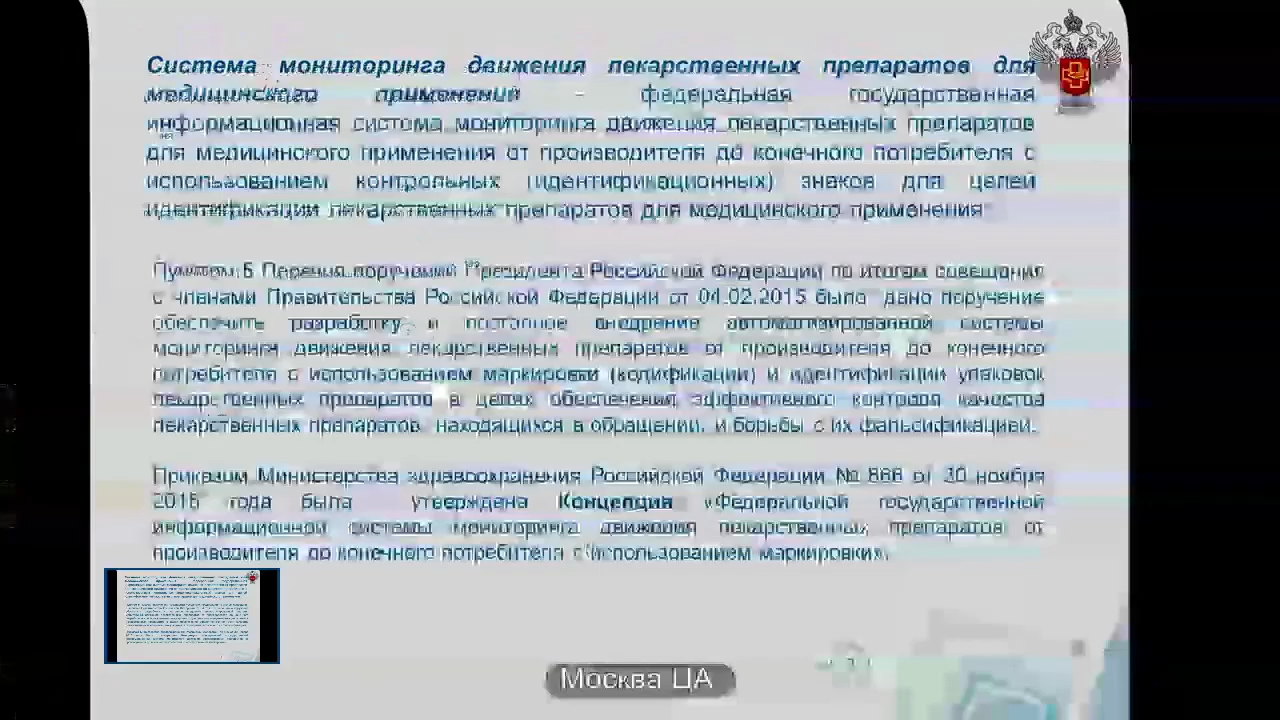 Система мониторинга движения лекарственных препаратов для
медицинского применения - федеральная государственная
информационная система мониторинга движения лекарственных препаратов
для медицинского применения от производителя до конечного потребителя с
использованием контрольных (идентификационных) знаков для целей
идентификации лекарственных препаратов для медицинского применения
Пунктом 5 Перечня поручений Президента Российской Федерации по итогам совещания
с членами Правительства Российской Федерации от 04.02.2015 было дано поручение
обеспечить разработку и поэтапное внедрение автоматизированной системы
мониторинга движения лекарственных препаратов от производителя до конечного
потребителя с использованием маркировки (кодификации) и идентификации упаковок
лекарственных препаратов в целях обеспечения эффективного контроля качества
лекарственных препаратов, находящихся в обращении, и борьбы с их фальсификацией.
Приказом Министерства здравоохранения Российской Федерации № 866 от 30 ноября
2015 года была утверждена Концепция «Федеральной государственной
информационной системы мониторинга движения лекарственных препаратов от
производителя до конечного потребителя с использованием маркировки».
Москва ЦА